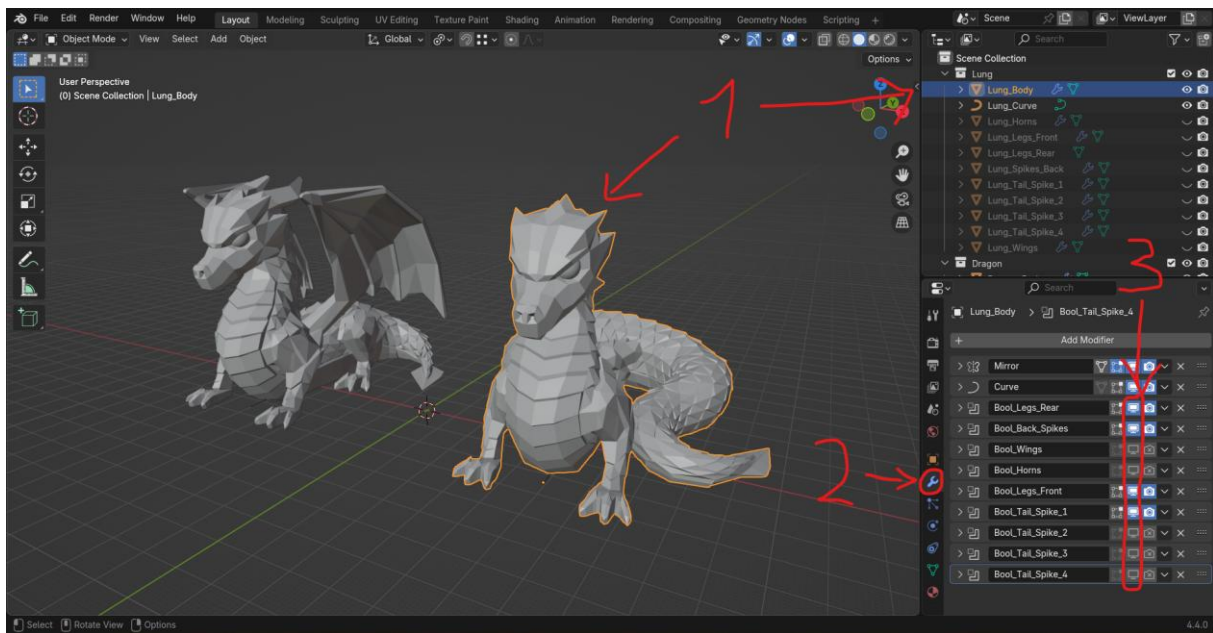 File Edit Render Window Help Layout Modeling Sculpting UV Editing Texture Paint Shading Animation Rendering Compositing Geometry Nodes Scripting + Scene ViewLayer
Object Mode View Select Add Object Global Search
Options
User Perspective
(0) Scene Collection | Lung_Body
Z
Y
1
2
3
Scene Collection
Lung
Lung_Body
Lung_Curve
Lung_Horns
Lung_Legs_Front
Lung_Legs_Rear
Lung_Spikes_Back
Lung_Tail_Spike_1
Lung_Tail_Spike_2
Lung_Tail_Spike_3
Lung_Tail_Spike_4
Lung_Wings
Dragon
Search
Lung_Body > Bool_Tail_Spike_4
+ Add Modifier
Mirror
Curve
Bool_Legs_Rear
Bool_Back_Spikes
Bool_Wings
Bool_Horns
Bool_Legs_Front
Bool_Tail_Spike_1
Bool_Tail_Spike_2
Bool_Tail_Spike_3
Bool_Tail_Spike_4
Select Rotate View Options 4.4.0